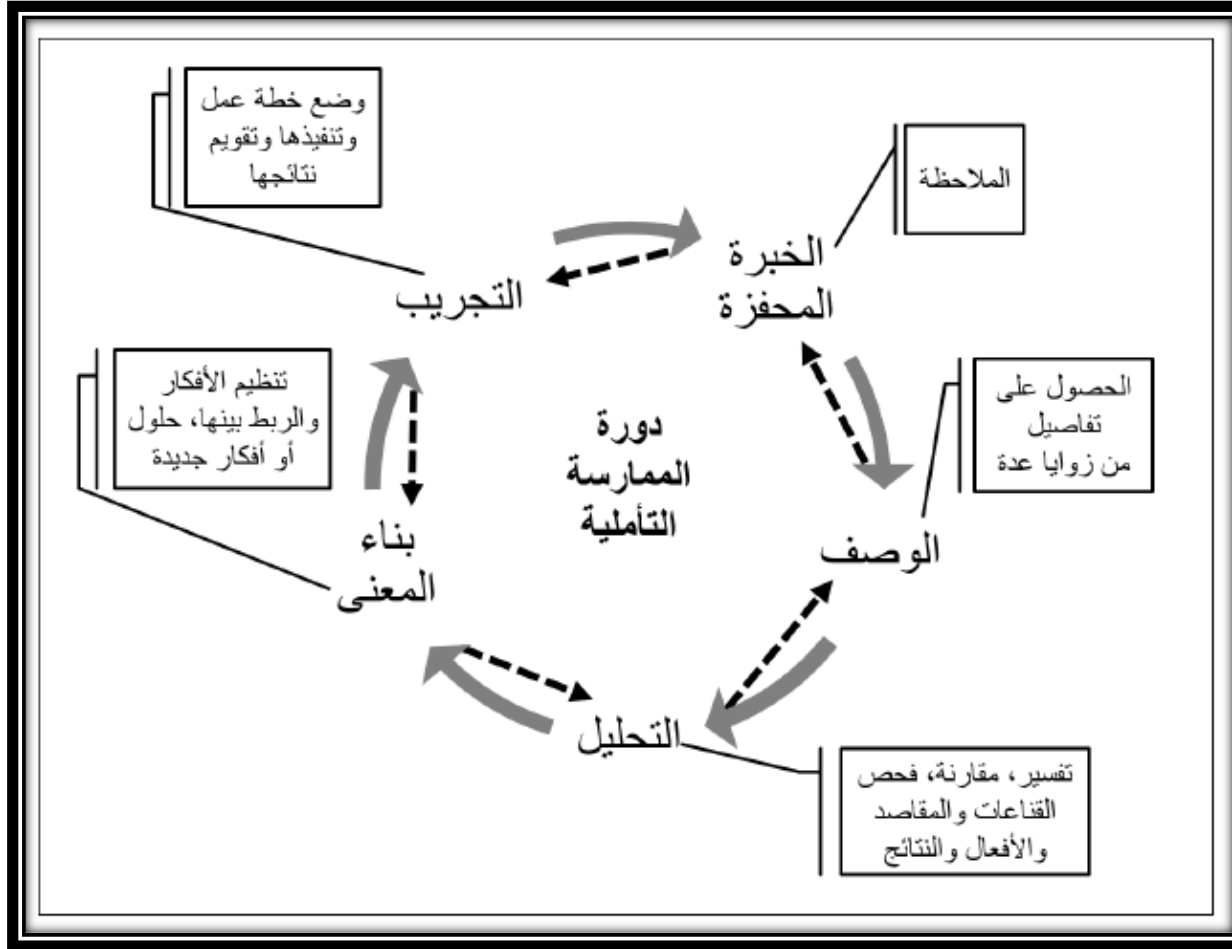 دورة
الممارسة
التأملية
الخبرة
المحفزة
الملاحظة
الوصف
الحصول على
تفاصيل
من زوايا عدة
التحليل
تفسير، مقارنة، فحص
القناعات والمقاصد
والأفعال والنتائج
بناء
المعنى
تنظيم الأفكار
والربط بينها، حلول
أو أفكار جديدة
التجريب
وضع خطة عمل
وتنفيذها وتقويم
نتائجها